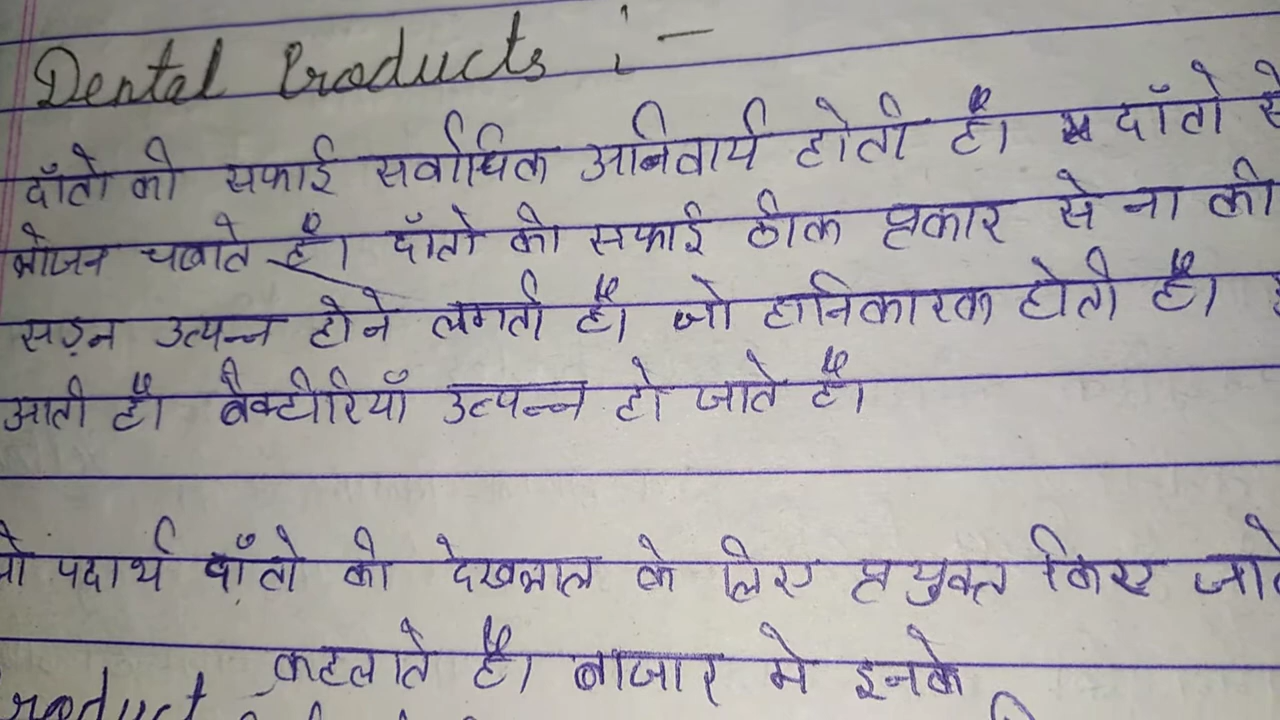 Dental Products :-
दाँतो की सफाई सर्वाधिक अनिवार्य होती है। दाँतो से
भोजन चबाते है। दाँतो की सफाई ठीक प्रकार से ना की
सड़न उत्पन्न होने लगती है। जो हानिकारक होती है।
आती है। बैक्टीरियाँ उत्पन्न हो जाते है।
जो पदार्थ दाँतो की देखभाल के लिए प्रयुक्त किए जाते
कहलाते है। बाजार मे इनके
product